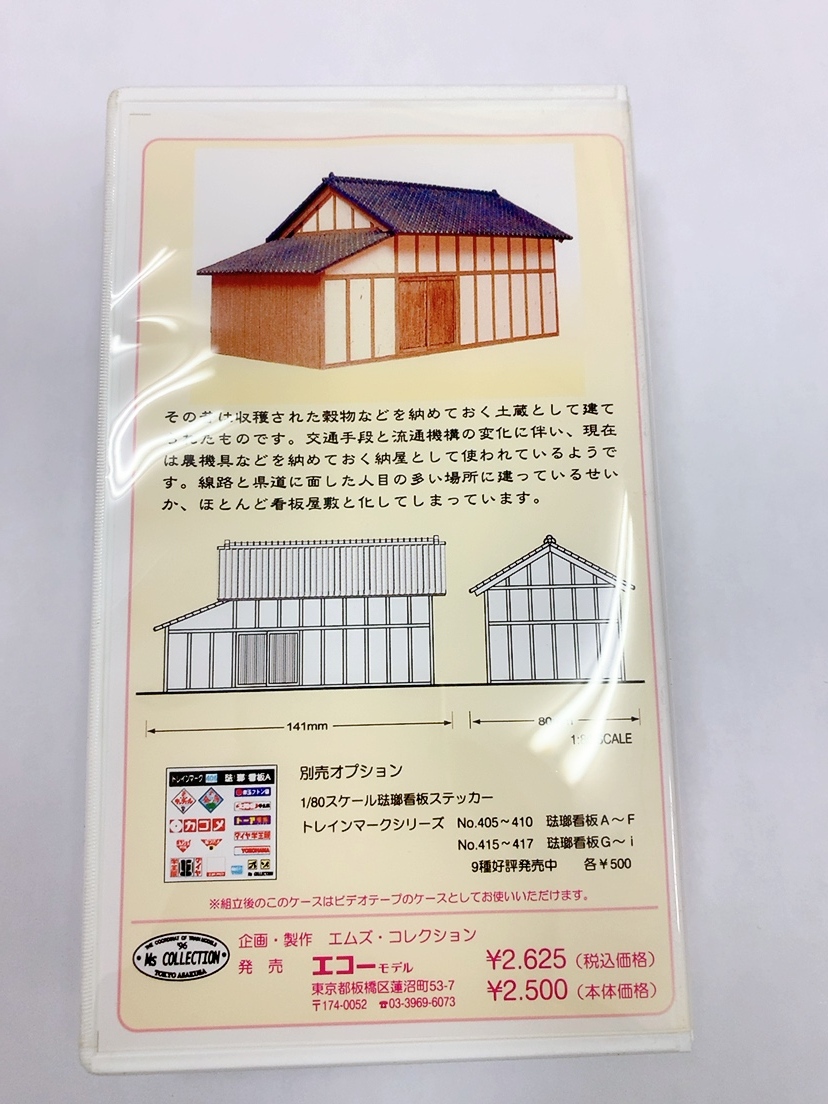 その昔は収穫された穀物などを納めておく土蔵として建て
られたものです。交通手段と流通機構の変化に伴い、現在
は農機具などを納めておく納屋として使われているようで
す。線路と県道に面した人目の多い場所に建っているせい
か、ほとんど看板屋敷と化してしまっています。
141mm
SCALE
トレインマーク 琺瑯看板A
カコメ
別売オプション
1/80スケール琺瑯看板ステッカー
トレインマークシリーズ No.405～410 琺瑯看板A～F
No.415～417 琺瑯看板G～i
9種好評発売中 各¥500
※組立後のこのケースはビデオテープのケースとしてお使いいただけます。
'96
M's COLLECTION
TOKYO ASAKUSA
企画・製作 エムズ・コレクション
発売 エコーモデル
東京都板橋区蓮沼町53-7
〒174-0052 ☎03-3969-6073
¥2.625（税込価格）
¥2.500（本体価格）